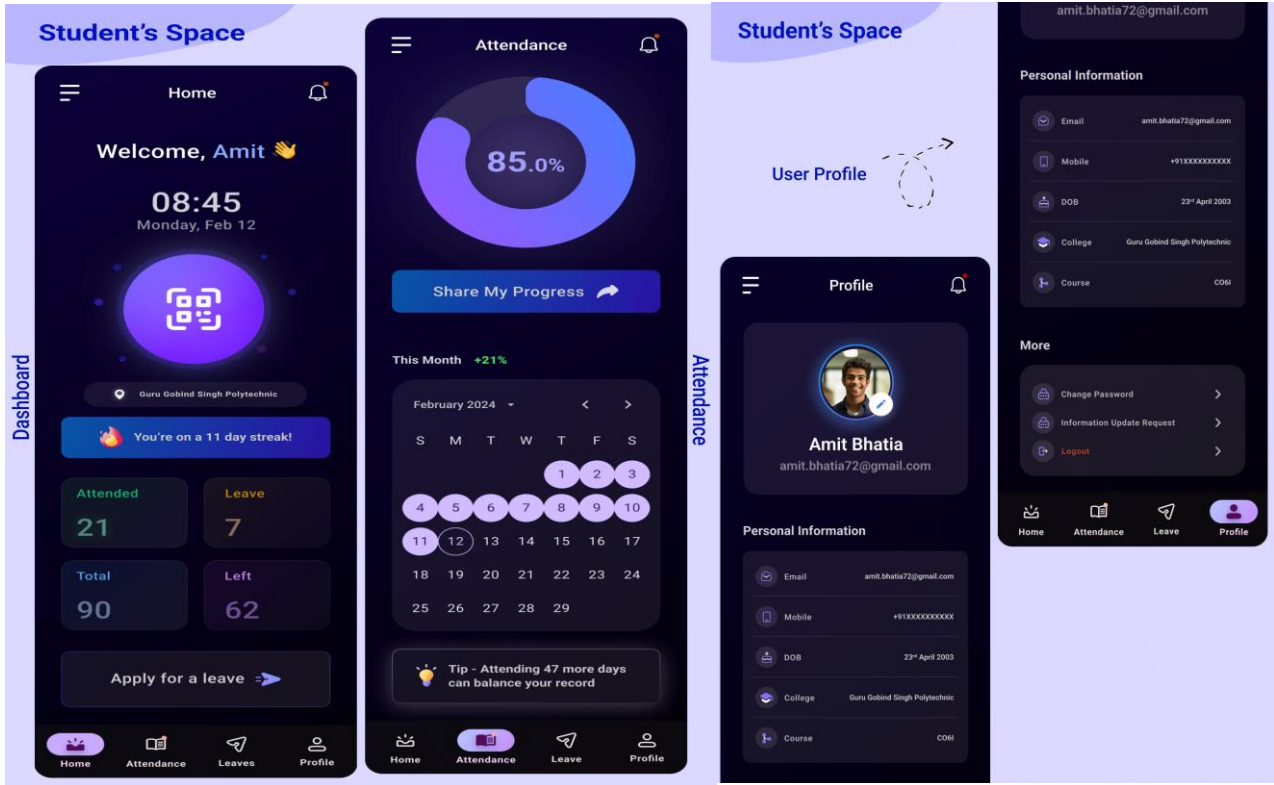 Student's Space
Dashboard
Home
Welcome, Amit 👋
08:45
Monday, Feb 12
Guru Gobind Singh Polytechnic
You're on a 11 day streak!
Attended
21
Leave
7
Total
90
Left
62
Apply for a leave
Home Attendance Leaves Profile
Attendance
Attendance
85.0%
Share My Progress
This Month +21%
February 2024
S M T W T F S
1 2 3
4 5 6 7 8 9 10
11 12 13 14 15 16 17
18 19 20 21 22 23 24
25 26 27 28 29
Tip - Attending 47 more days
can balance your record
Home Attendance Leave Profile
Student's Space
User Profile
Profile
Amit Bhatia
amit.bhatia72@gmail.com
Personal Information
Email amit.bhatia72@gmail.com
Mobile +91XXXXXXXXXX
DOB 23rd April 2003
College Guru Gobind Singh Polytechnic
Course CO6I
amit.bhatia72@gmail.com
Personal Information
Email amit.bhatia72@gmail.com
Mobile +91XXXXXXXXXX
DOB 23rd April 2003
College Guru Gobind Singh Polytechnic
Course CO6I
More
Change Password
Information Update Request
Logout
Home Attendance Leave Profile